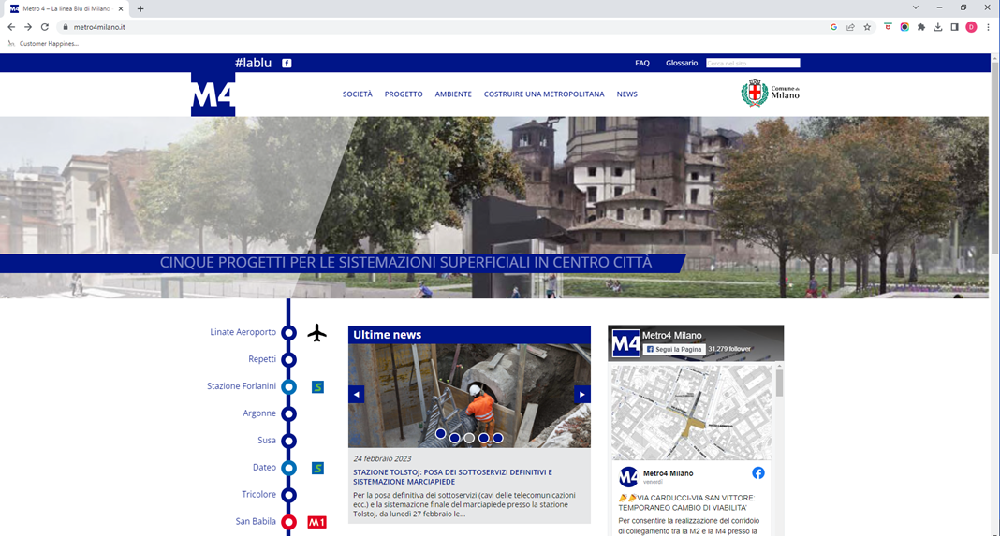 M4 Metro 4 – La linea Blu di Milano
metro4milano.it
D
Customer Happines...
#lablu
FAQ
Glossario
Cerca nel sito
M4
SOCIETÀ
PROGETTO
AMBIENTE
COSTRUIRE UNA METROPOLITANA
NEWS
Comune di
Milano
CINQUE PROGETTI PER LE SISTEMAZIONI SUPERFICIALI IN CENTRO CITTÀ
Linate Aeroporto
Repetti
Stazione Forlanini
S
Argonne
Susa
Dateo
S
Tricolore
San Babila
M1
Ultime news
24 febbraio 2023
STAZIONE TOLSTOJ: POSA DEI SOTTOSERVIZI DEFINITIVI E
SISTEMAZIONE MARCIAPIEDE
Per la posa definitiva dei sottoservizi (cavi delle telecomunicazioni
ecc.) e la sistemazione finale del marciapiede presso la stazione
Tolstoj, da lunedì 27 febbraio le...
M4
Metro4 Milano
Segui la Pagina
31.279 follower
M4
Metro4 Milano
venerdì
🚧🚧VIA CARDUCCI-VIA SAN VITTORE:
TEMPORANEO CAMBIO DI VIABILITA'
Per consentire la realizzazione del corridoio
di collegamento tra la M2 e la M4 presso la